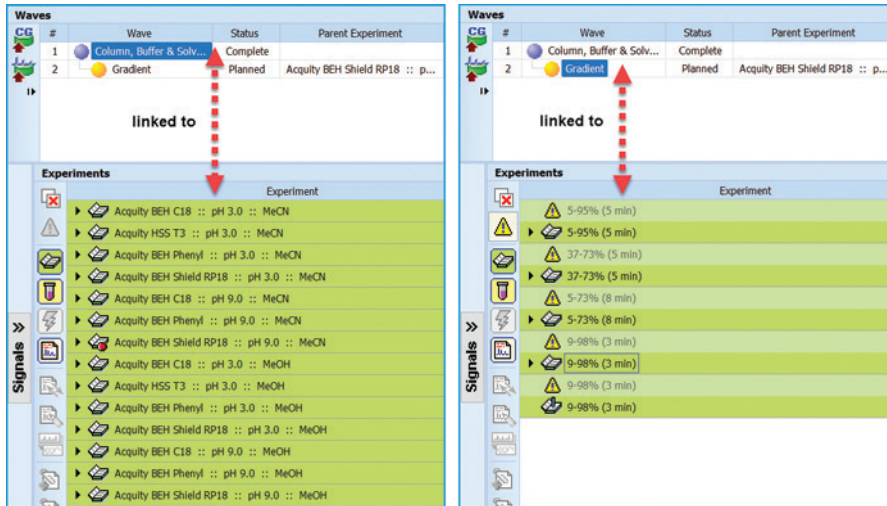 Waves
CG # Wave Status Parent Experiment
1 Column, Buffer & Solv... Complete
2 Gradient Planned Acquity BEH Shield RP18 :: p...
linked to
Experiments
Experiment
Acquity BEH C18 :: pH 3.0 :: MeCN
Acquity HSS T3 :: pH 3.0 :: MeCN
Acquity BEH Phenyl :: pH 3.0 :: MeCN
Acquity BEH Shield RP18 :: pH 3.0 :: MeCN
Acquity BEH C18 :: pH 9.0 :: MeCN
Acquity BEH Phenyl :: pH 9.0 :: MeCN
Acquity BEH Shield RP18 :: pH 9.0 :: MeCN
Acquity BEH C18 :: pH 3.0 :: MeOH
Acquity HSS T3 :: pH 3.0 :: MeOH
Acquity BEH Phenyl :: pH 3.0 :: MeOH
Acquity BEH Shield RP18 :: pH 3.0 :: MeOH
Acquity BEH C18 :: pH 9.0 :: MeOH
Acquity BEH Phenyl :: pH 9.0 :: MeOH
Acquity BEH Shield RP18 :: pH 9.0 :: MeOH
Signals
Waves
CG # Wave Status Parent Experiment
1 Column, Buffer & Solv... Complete
2 Gradient Planned Acquity BEH Shield RP18 :: p...
linked to
Experiments
Experiment
5-95% (5 min)
5-95% (5 min)
37-73% (5 min)
37-73% (5 min)
5-73% (8 min)
5-73% (8 min)
9-98% (3 min)
9-98% (3 min)
9-98% (3 min)
9-98% (3 min)
Signals